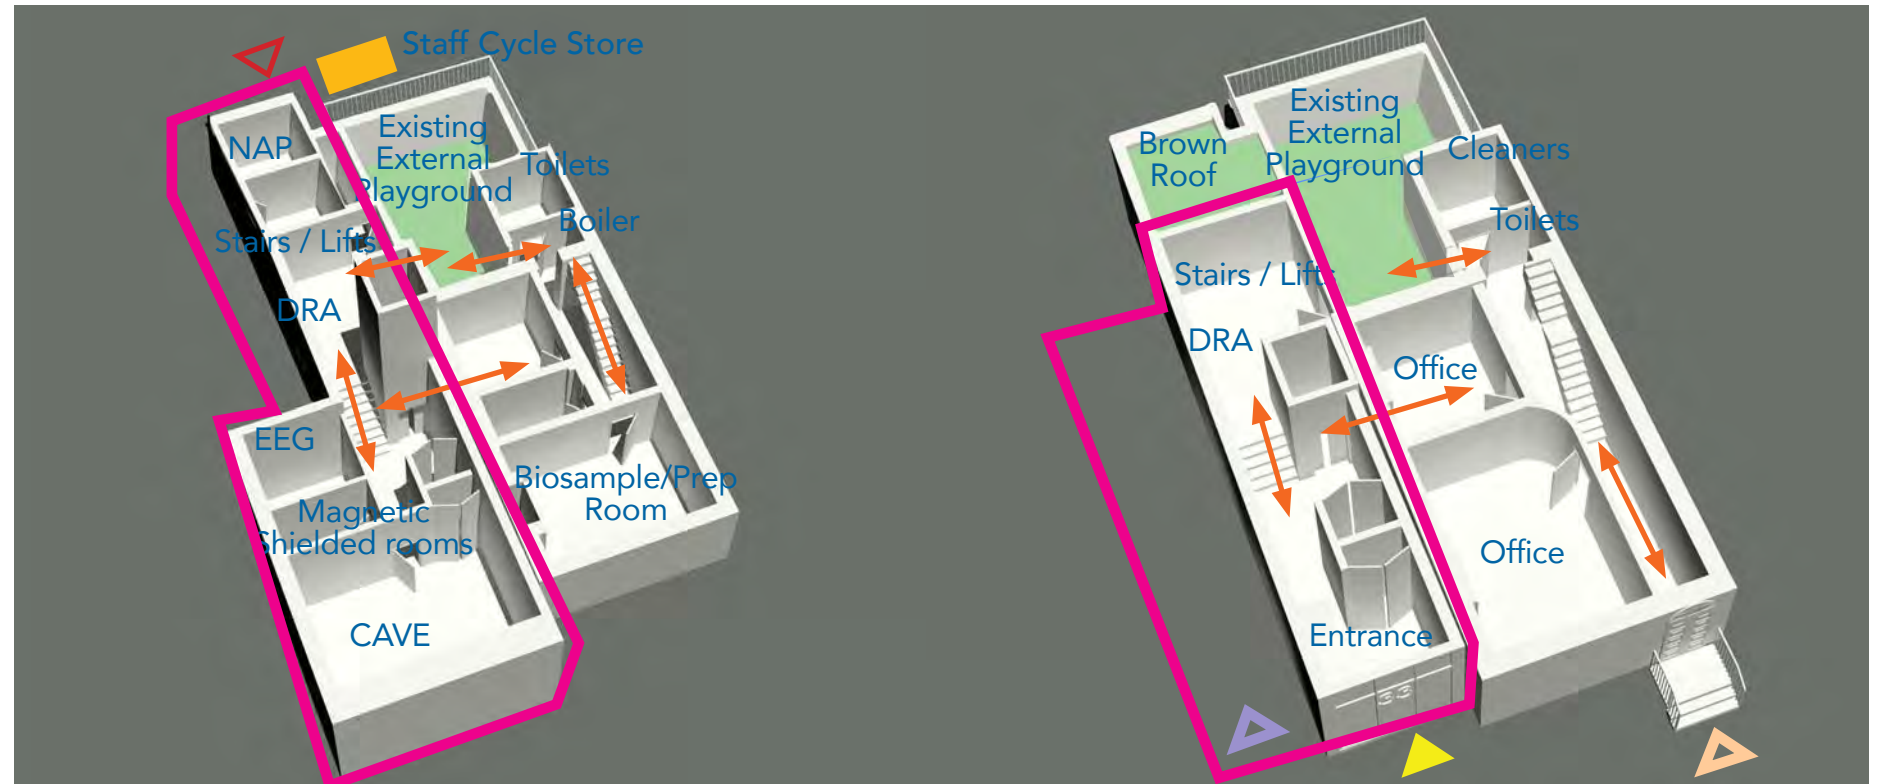 Staff Cycle Store
NAP
Existing
External
Playground
Toilets
Boiler
Stairs / Lifts
DRA
EEG
Magnetic
Shielded rooms
Biosample/Prep
Room
CAVE
Existing
External
Playground
Brown
Roof
Cleaners
Toilets
Stairs / Lifts
DRA
Office
Office
Entrance
33